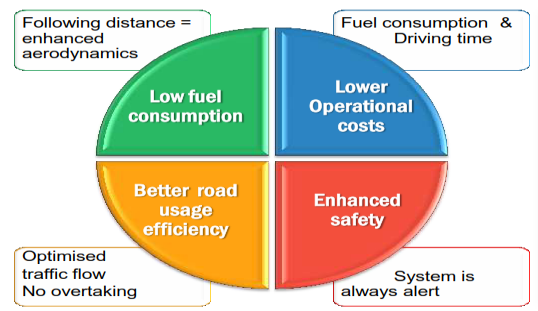 Following distance =
enhanced
aerodynamics
Fuel consumption &
Driving time
Low fuel
consumption
Lower
Operational
costs
Better road
usage
efficiency
Enhanced
safety
Optimised
traffic flow
No overtaking
System is
always alert